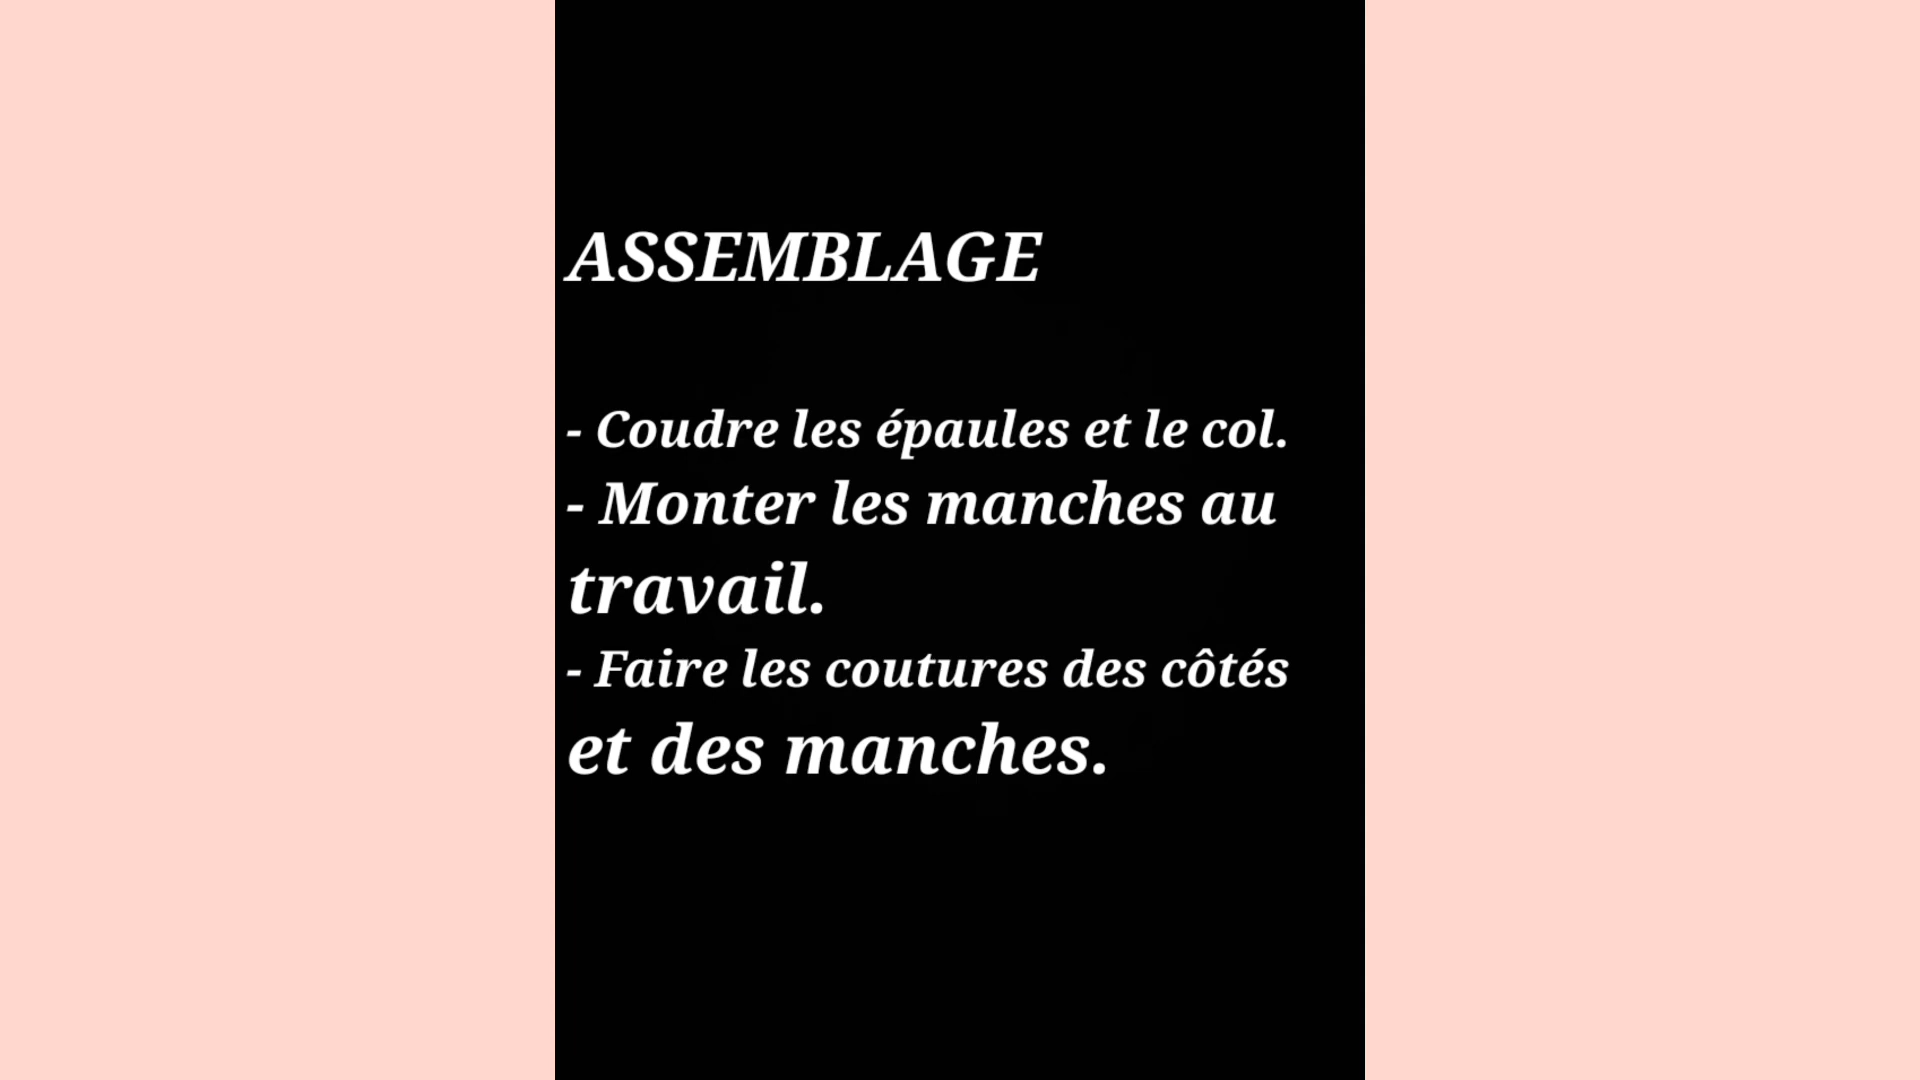 ASSEMBLAGE
- Coudre les épaules et le col.
- Monter les manches au
travail.
- Faire les coutures des côtés
et des manches.